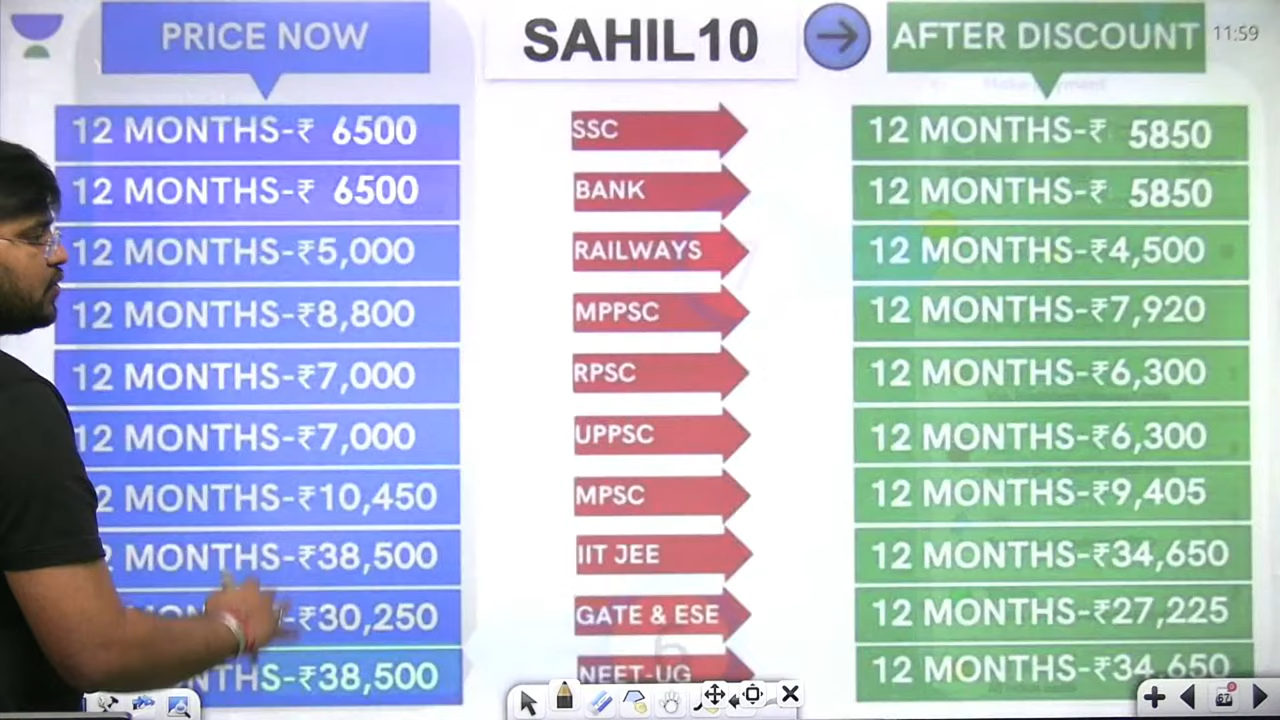 PRICE NOW SAHIL10 AFTER DISCOUNT 11:59
12 MONTHS-₹ 6500 SSC 12 MONTHS-₹ 5850
12 MONTHS-₹ 6500 BANK 12 MONTHS-₹ 5850
12 MONTHS-₹5,000 RAILWAYS 12 MONTHS-₹4,500
12 MONTHS-₹8,800 MPPSC 12 MONTHS-₹7,920
12 MONTHS-₹7,000 RPSC 12 MONTHS-₹6,300
12 MONTHS-₹7,000 UPPSC 12 MONTHS-₹6,300
2 MONTHS-₹10,450 MPSC 12 MONTHS-₹9,405
MONTHS-₹38,500 IIT JEE 12 MONTHS-₹34,650
-₹30,250 GATE & ESE 12 MONTHS-₹27,225
NTHS-₹38,500 NEET-UG 12 MONTHS-₹34,650
67